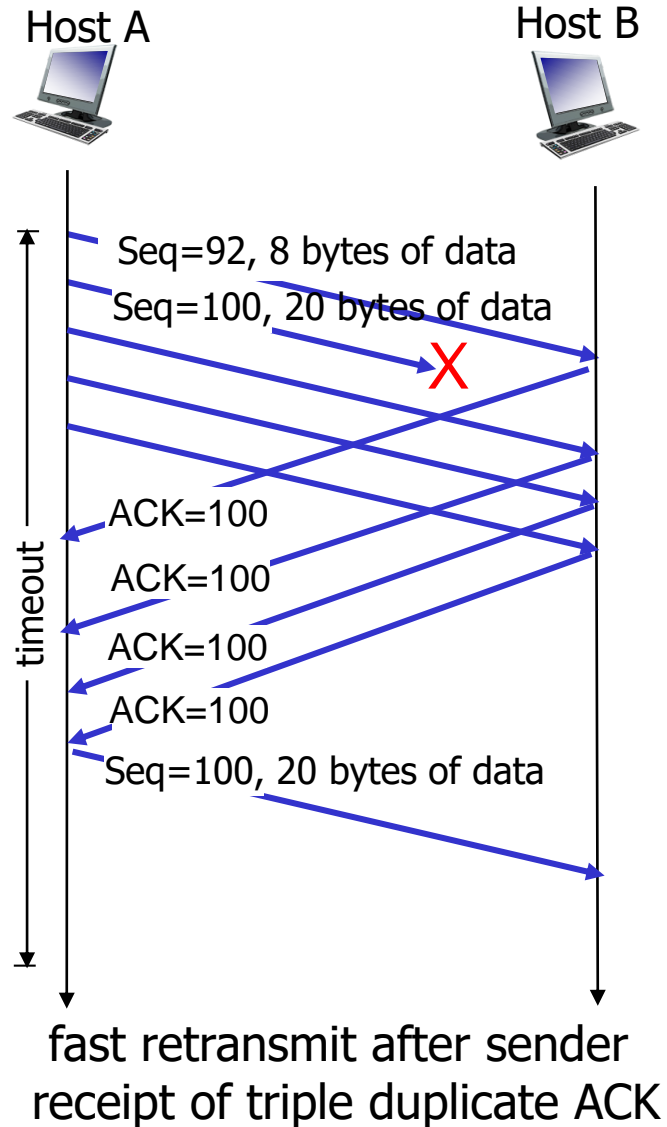 Host A
Host B
Seq=92, 8 bytes of data
Seq=100, 20 bytes of data
X
ACK=100
timeout
ACK=100
ACK=100
ACK=100
Seq=100, 20 bytes of data
fast retransmit after sender
receipt of triple duplicate ACK